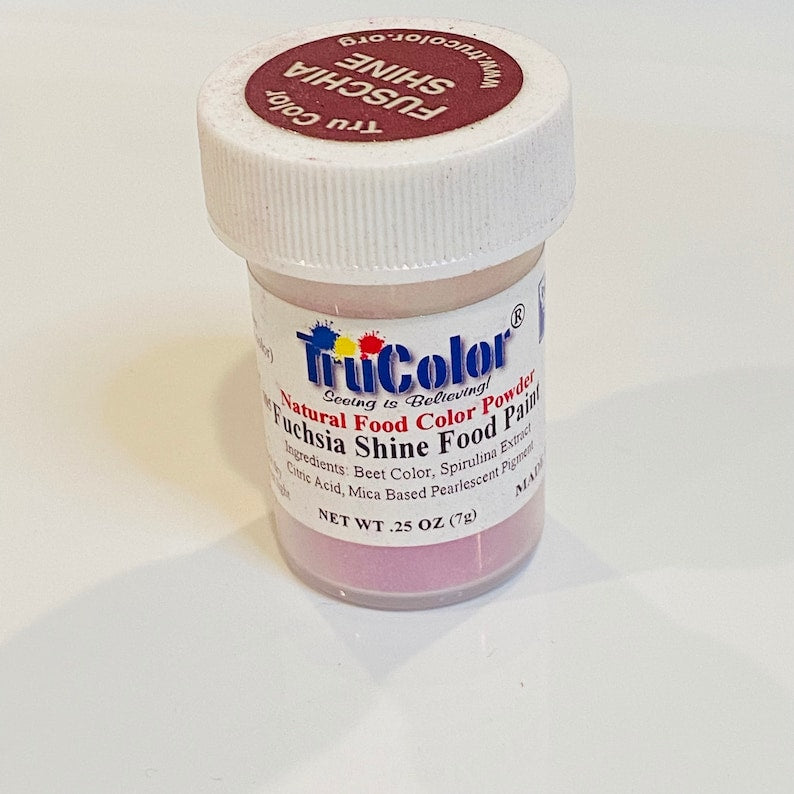 Tru Color
FUSCHIA
SHINE
www.trucolor.org
TruColor®
Seeing is Believing!
Natural Food Color Powder
Fuchsia Shine Food Paint
Ingredients: Beet Color, Spirulina Extract
Citric Acid, Mica Based Pearlescent Pigment
NET WT .25 OZ (7g)